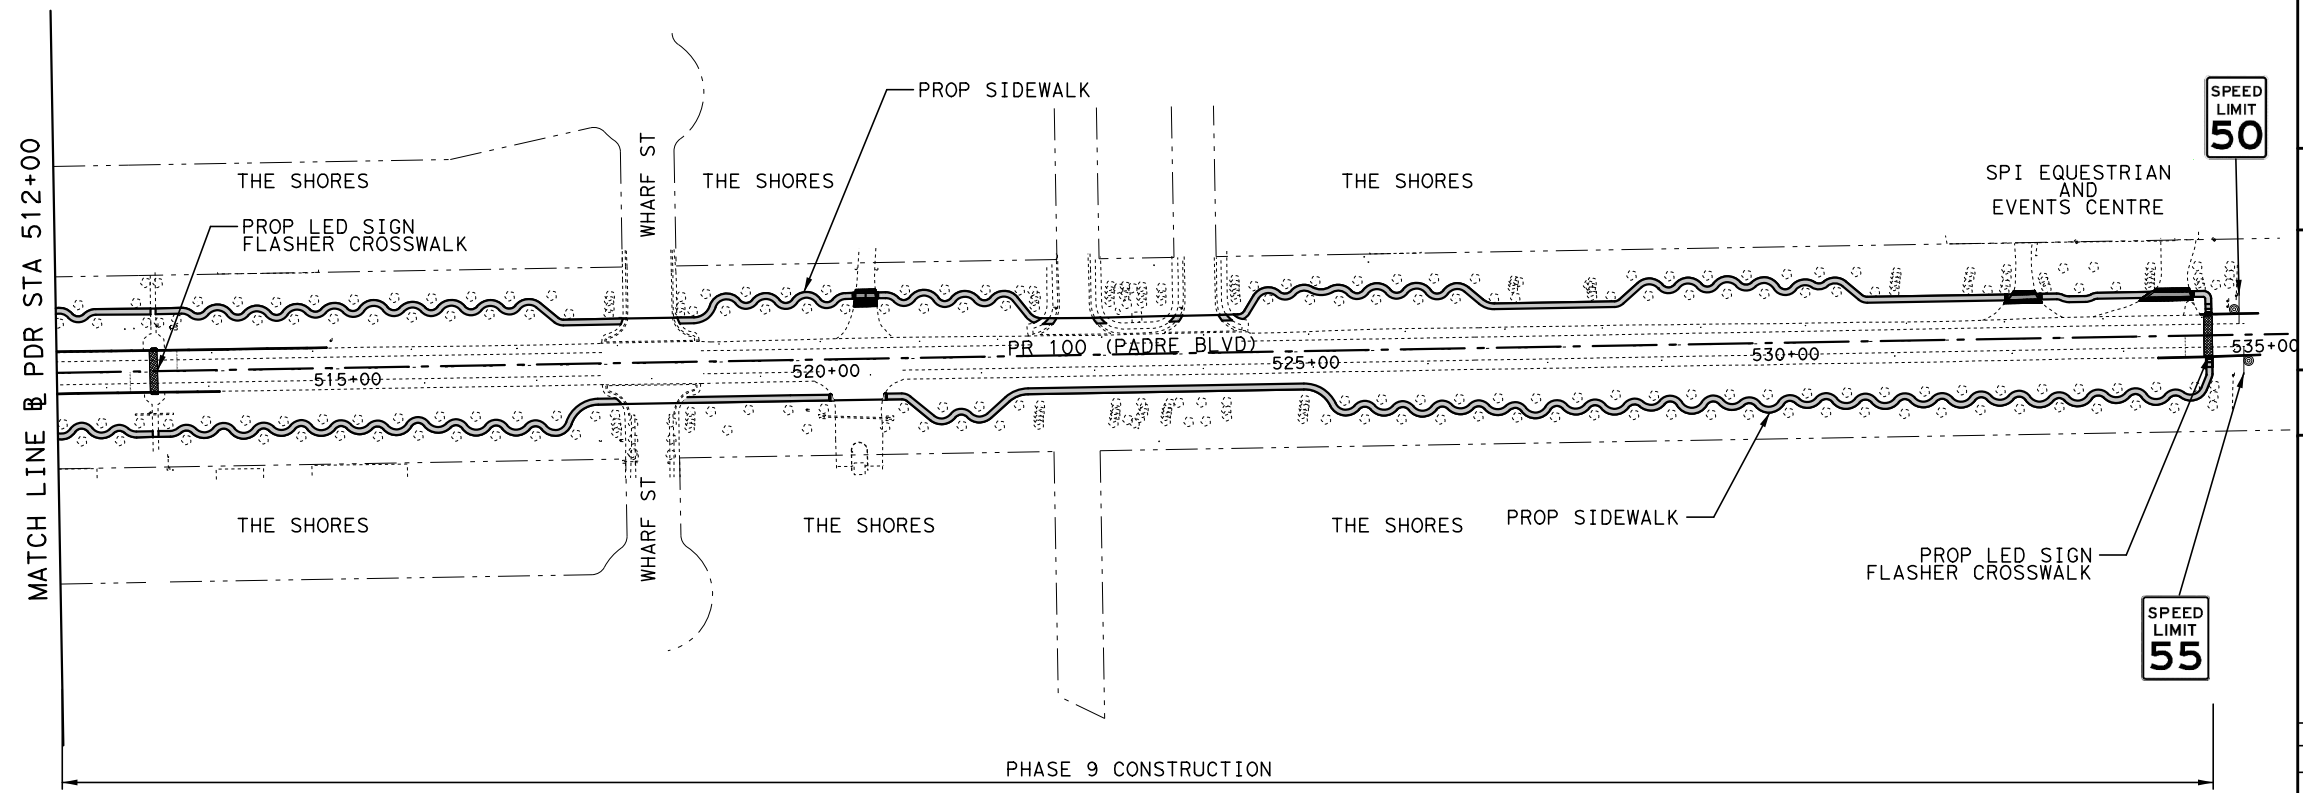 MATCH LINE ℄ PDR STA 512+00
PROP SIDEWALK
SPEED
LIMIT
50
WHARF ST
THE SHORES
THE SHORES
THE SHORES
SPI EQUESTRIAN
AND
EVENTS CENTRE
PROP LED SIGN
FLASHER CROSSWALK
PR 100 (PADRE BLVD)
515+00
520+00
525+00
530+00
535+00
WHARF ST
THE SHORES
THE SHORES
THE SHORES
PROP SIDEWALK
PROP LED SIGN
FLASHER CROSSWALK
SPEED
LIMIT
55
PHASE 9 CONSTRUCTION